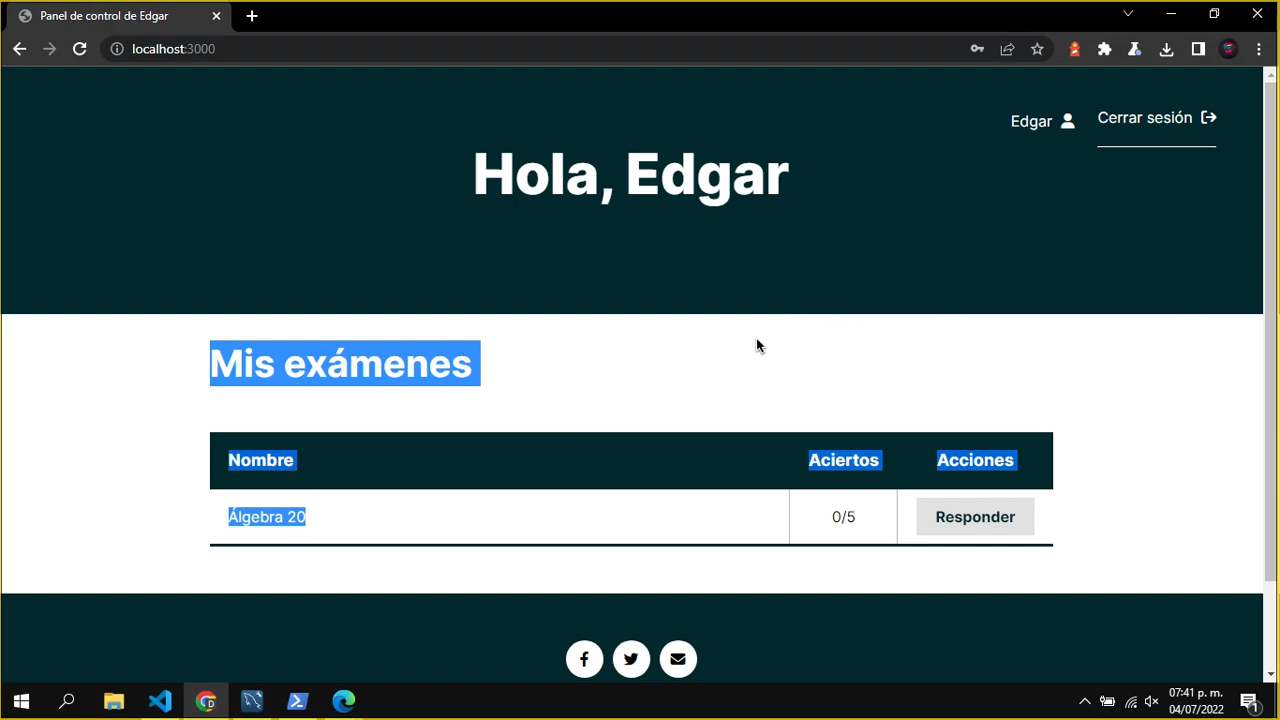 Panel de control de Edgar
localhost:3000
Edgar
Cerrar sesión
Hola, Edgar
Mis exámenes
Nombre Aciertos Acciones
Álgebra 20 0/5 Responder
07:41 p. m.
04/07/2022
1